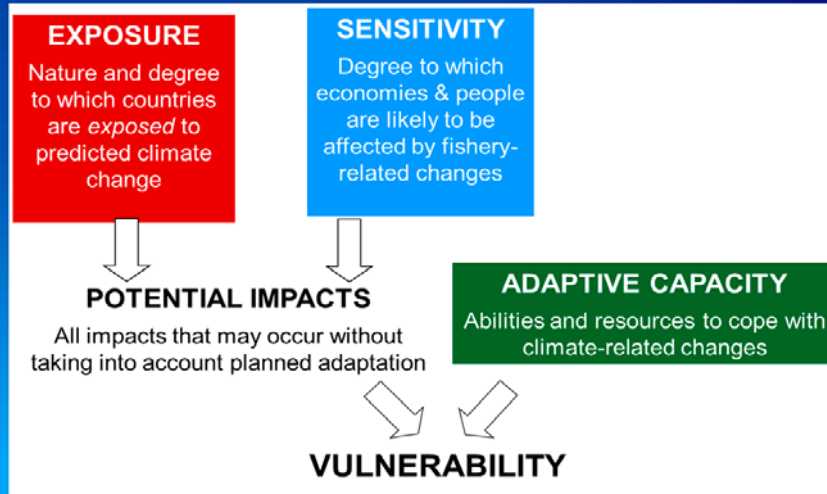 EXPOSURE
Nature and degree
to which countries
are exposed to
predicted climate
change
SENSITIVITY
Degree to which
economies & people
are likely to be
affected by fishery-
related changes
POTENTIAL IMPACTS
All impacts that may occur without
taking into account planned adaptation
ADAPTIVE CAPACITY
Abilities and resources to cope with
climate-related changes
VULNERABILITY